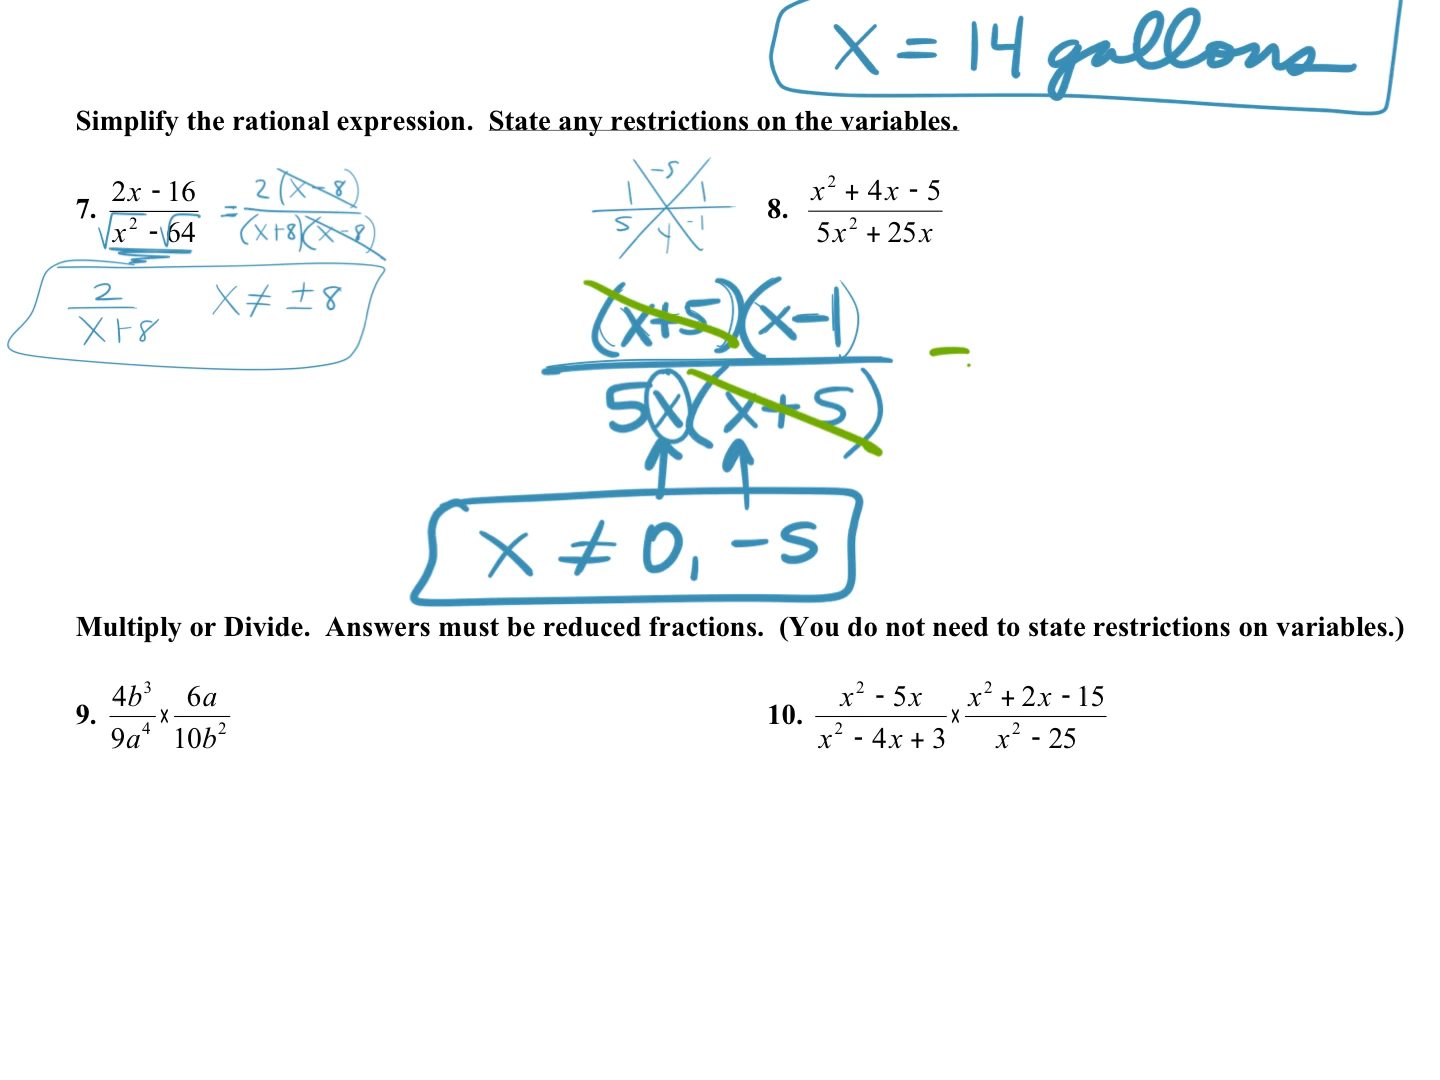 x = 14 gallons
Simplify the rational expression. State any restrictions on the variables.
7. (2x - 16)/(√x² - √64) = 2(x-8)/((x+8)(x-8))
2/(x+8) x ≠ ±8
-5
1 1
5 -1
4
8. (x² + 4x - 5)/(5x² + 25x)
(x+5)(x-1)
5x(x+5)
-
x ≠ 0, -5
Multiply or Divide. Answers must be reduced fractions. (You do not need to state restrictions on variables.)
9. 4b³/9a⁴ × 6a/10b²
10. (x² - 5x)/(x² - 4x + 3) × (x² + 2x - 15)/(x² - 25)